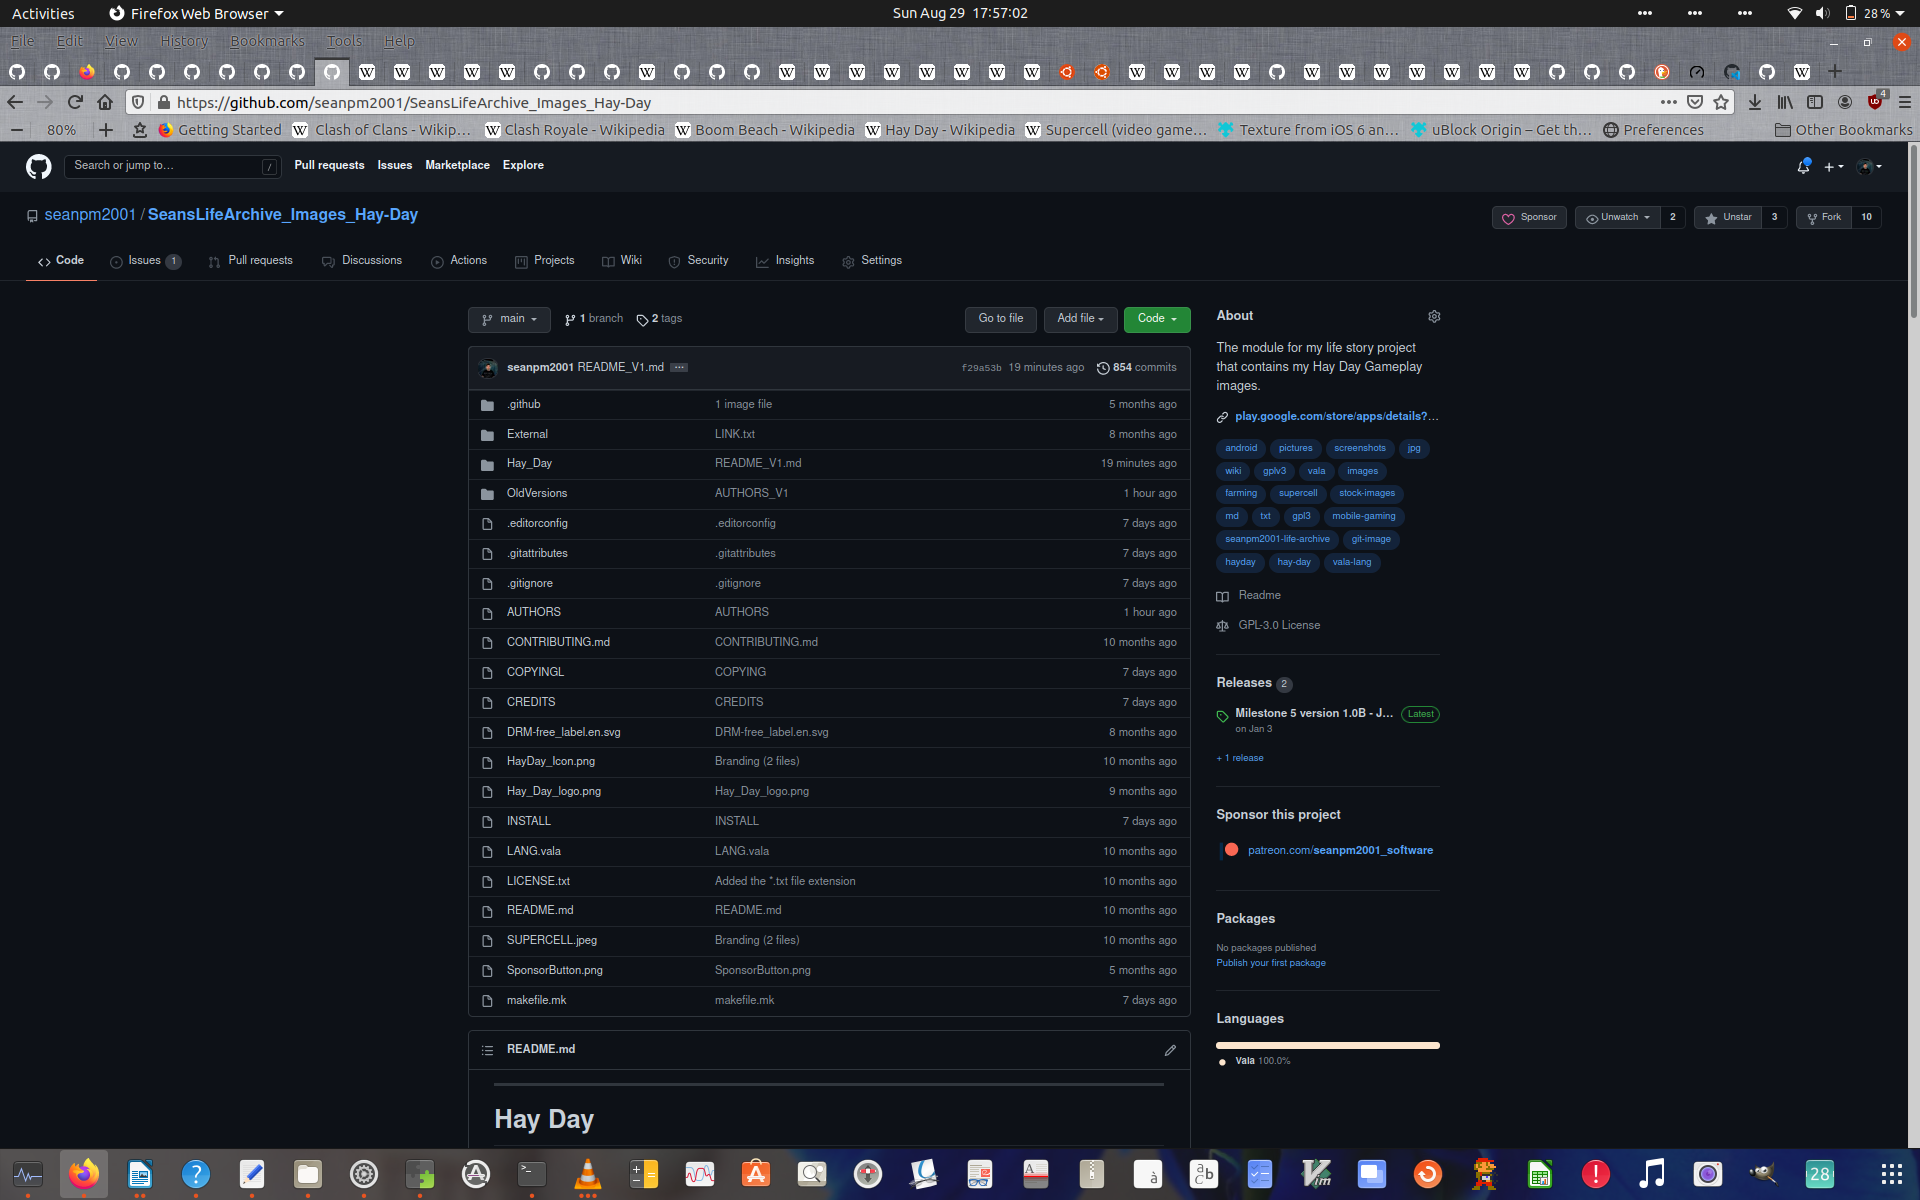 Activities Firefox Web Browser Sun Aug 29 17:57:02 28%
File Edit View History Bookmarks Tools Help
https://github.com/seanpm2001/SeansLifeArchive_Images_Hay-Day 4
80% Getting Started Clash of Clans - Wikip… Clash Royale - Wikipedia Boom Beach - Wikipedia Hay Day - Wikipedia Supercell (video game… Texture from iOS 6 an… uBlock Origin – Get th… Preferences Other Bookmarks
Search or jump to… / Pull requests Issues Marketplace Explore
seanpm2001 / SeansLifeArchive_Images_Hay-Day Sponsor Unwatch 2 Unstar 3 Fork 10
Code Issues 1 Pull requests Discussions Actions Projects Wiki Security Insights Settings
main 1 branch 2 tags Go to file Add file Code
seanpm2001 README_V1.md … f29a53b 19 minutes ago 854 commits
.github 1 image file 5 months ago
External LINK.txt 8 months ago
Hay_Day README_V1.md 19 minutes ago
OldVersions AUTHORS_V1 1 hour ago
.editorconfig .editorconfig 7 days ago
.gitattributes .gitattributes 7 days ago
.gitignore .gitignore 7 days ago
AUTHORS AUTHORS 1 hour ago
CONTRIBUTING.md CONTRIBUTING.md 10 months ago
COPYINGL COPYING 7 days ago
CREDITS CREDITS 7 days ago
DRM-free_label.en.svg DRM-free_label.en.svg 8 months ago
HayDay_Icon.png Branding (2 files) 10 months ago
Hay_Day_logo.png Hay_Day_logo.png 9 months ago
INSTALL INSTALL 7 days ago
LANG.vala LANG.vala 10 months ago
LICENSE.txt Added the *.txt file extension 10 months ago
README.md README.md 10 months ago
SUPERCELL.jpeg Branding (2 files) 10 months ago
SponsorButton.png SponsorButton.png 5 months ago
makefile.mk makefile.mk 7 days ago
README.md
Hay Day
About
The module for my life story project
that contains my Hay Day Gameplay
images.
play.google.com/store/apps/details?…
android pictures screenshots jpg
wiki gplv3 vala images
farming supercell stock-images
md txt gpl3 mobile-gaming
seanpm2001-life-archive git-image
hayday hay-day vala-lang
Readme
GPL-3.0 License
Releases 2
Milestone 5 version 1.0B - J… Latest
on Jan 3
+ 1 release
Sponsor this project
patreon.com/seanpm2001_software
Packages
No packages published
Publish your first package
Languages
Vala 100.0%
28